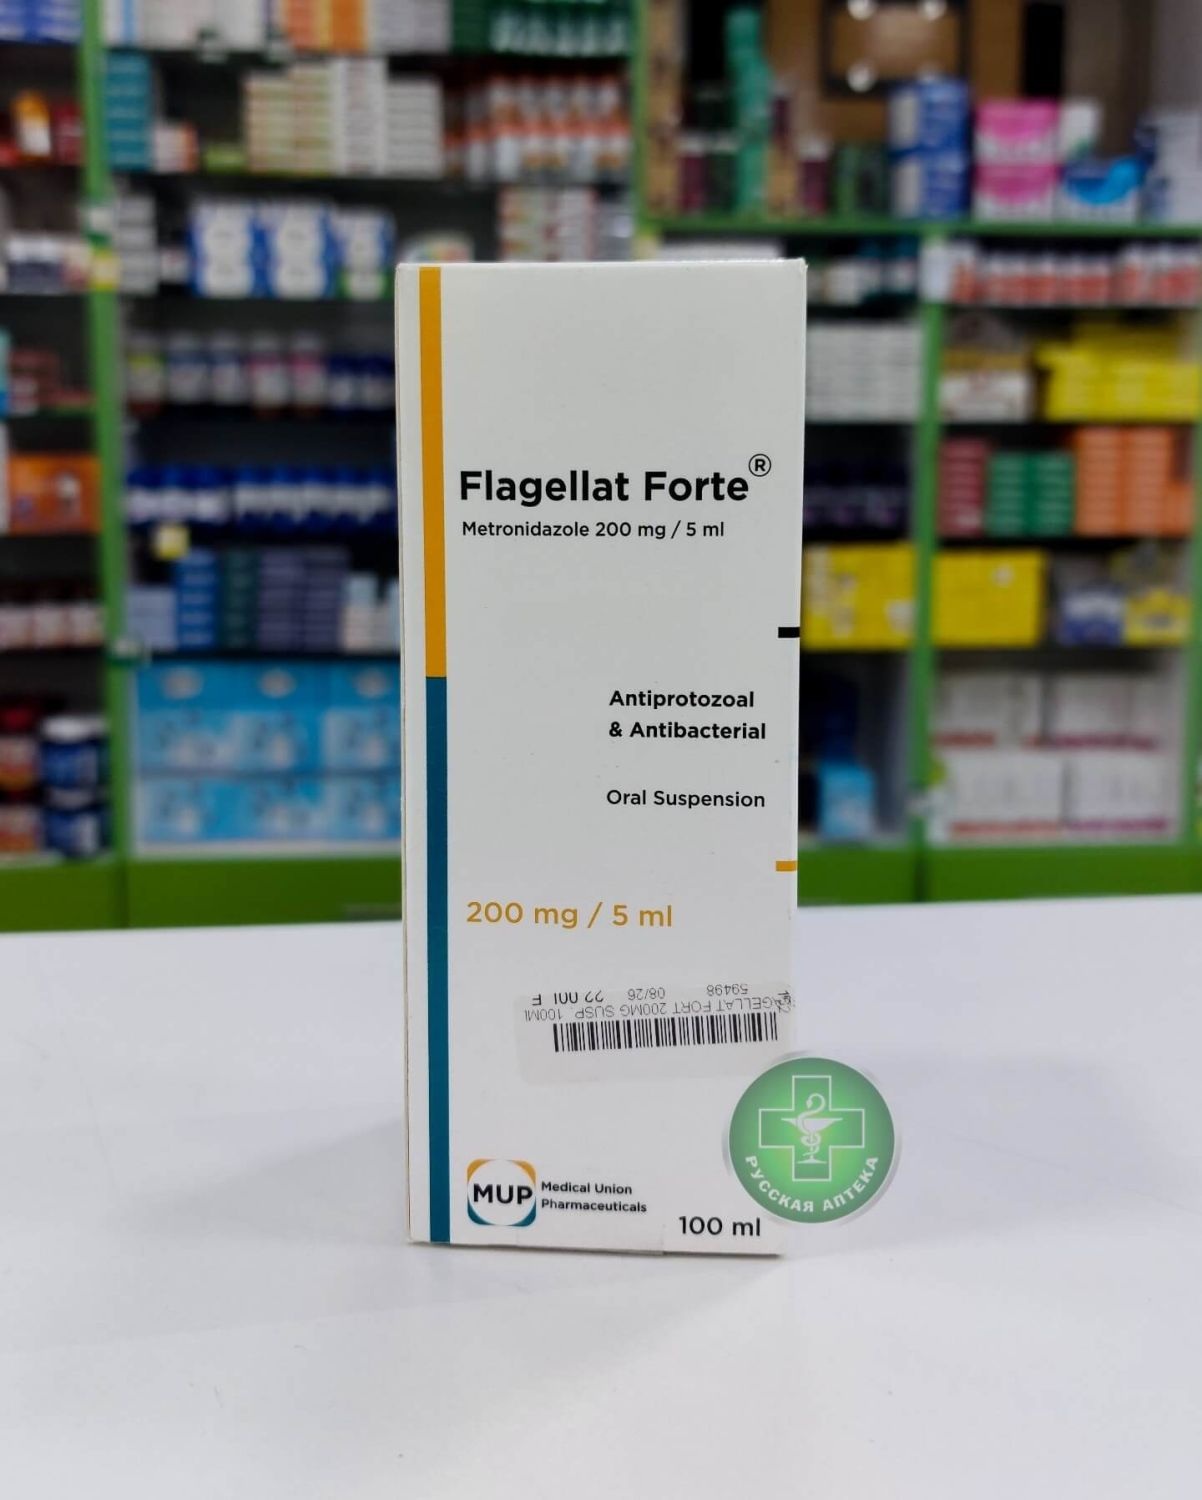 Flagellat Forte®
Metronidazole 200 mg / 5 ml
Antiprotozoal
& Antibacterial
Oral Suspension
200 mg / 5 ml
59498 08/26
FORT 200MG SUSP. 100Ml
MUP
Medical Union
Pharmaceuticals
100 ml
РУССКАЯ АПТЕКА